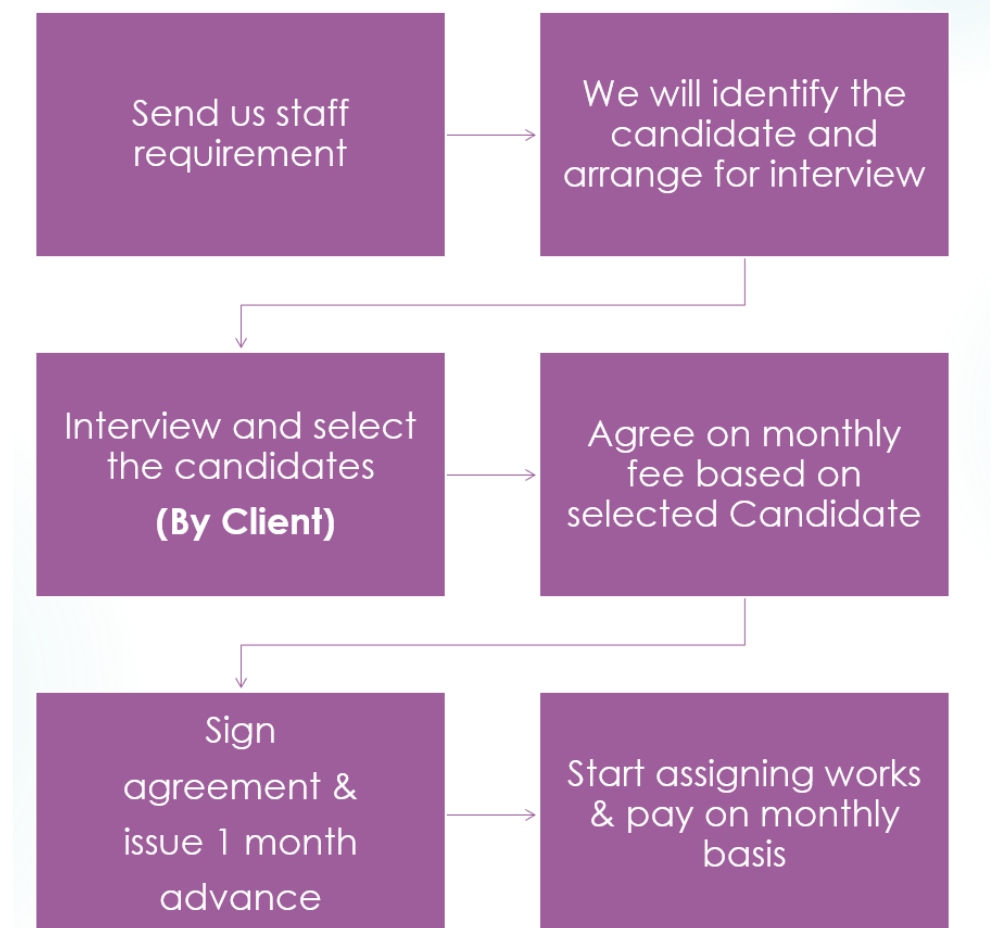 Send us staff
requirement
We will identify the
candidate and
arrange for interview
Interview and select
the candidates
(By Client)
Agree on monthly
fee based on
selected Candidate
Sign
agreement &
issue 1 month
advance
Start assigning works
& pay on monthly
basis